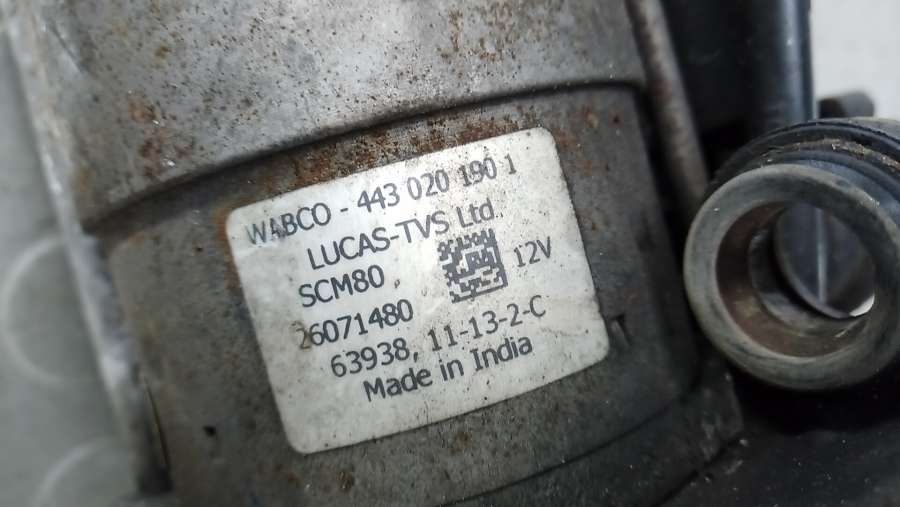 WABCO - 443 020 190 1
LUCAS-TVS Ltd.
SCM80
12V
26071480
63938, 11-13-2-C
Made in India